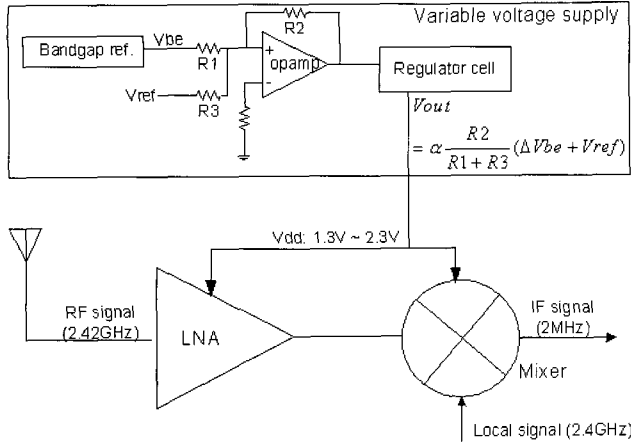 Variable voltage supply
Bandgap ref.
Vbe
R1
R2
+
opamp
-
Regulator cell
Vref
R3
Vout
= α R2 / R1 + R3 (ΔVbe + Vref)
Vdd: 1.3V ~ 2.3V
RF signal
(2.42GHz)
LNA
IF signal
(2MHz)
Mixer
Local signal (2.4GHz)